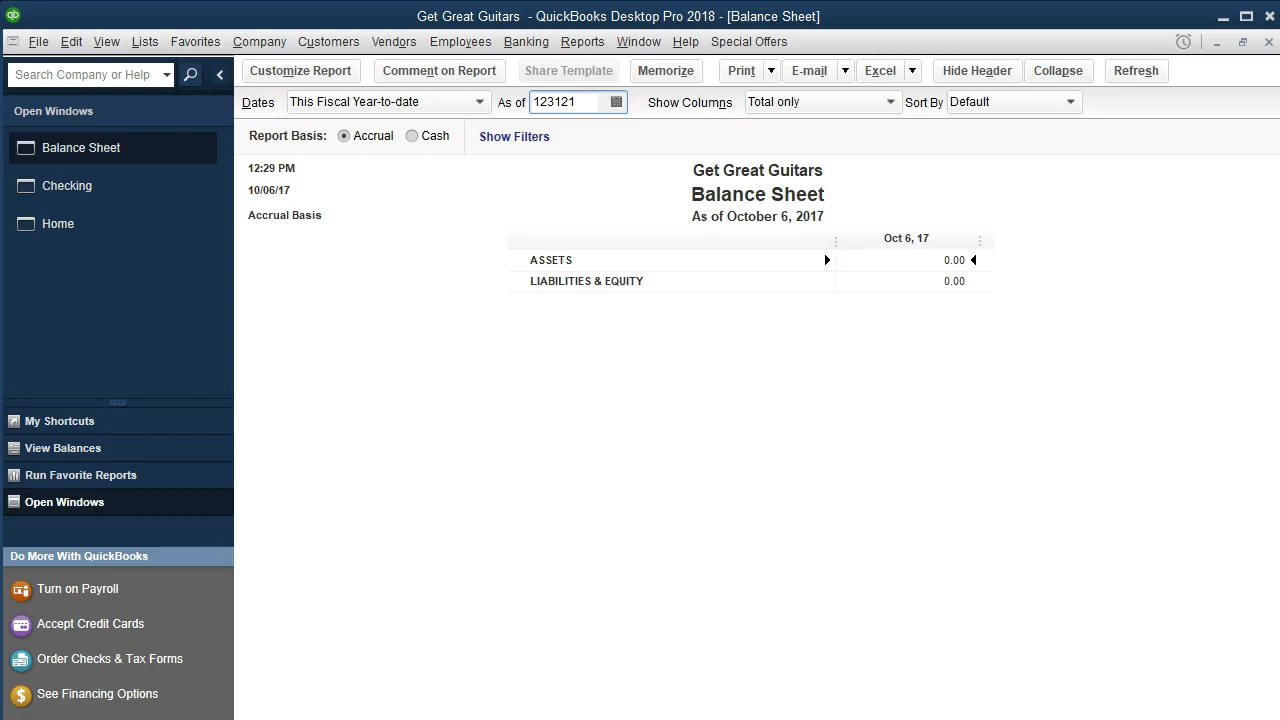 Get Great Guitars - QuickBooks Desktop Pro 2018 - [Balance Sheet]
File Edit View Lists Favorites Company Customers Vendors Employees Banking Reports Window Help Special Offers
Search Company or Help
Customize Report Comment on Report Share Template Memorize Print E-mail Excel Hide Header Collapse Refresh
Dates This Fiscal Year-to-date As of 123121 Show Columns Total only Sort By Default
Report Basis: Accrual Cash Show Filters
Open Windows
Balance Sheet
Checking
Home
My Shortcuts
View Balances
Run Favorite Reports
Open Windows
Do More With QuickBooks
Turn on Payroll
Accept Credit Cards
Order Checks & Tax Forms
See Financing Options
12:29 PM
10/06/17
Accrual Basis
Get Great Guitars
Balance Sheet
As of October 6, 2017
Oct 6, 17
ASSETS 0.00
LIABILITIES & EQUITY 0.00